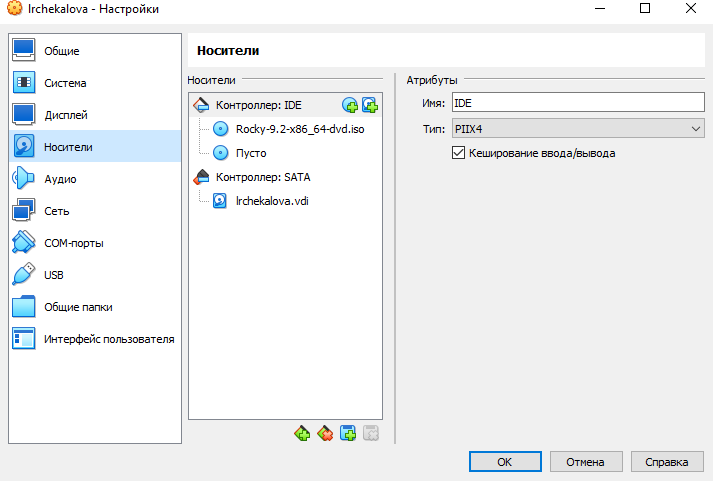 lrchekalova - Настройки
Общие
Система
Дисплей
Носители
Аудио
Сеть
COM-порты
USB
Общие папки
Интерфейс пользователя
Носители
Носители
Контроллер: IDE
Rocky-9.2-x86_64-dvd.iso
Пусто
Контроллер: SATA
lrchekalova.vdi
Атрибуты
Имя: IDE
Тип: PIIX4
Кеширование ввода/вывода
OK
Отмена
Справка